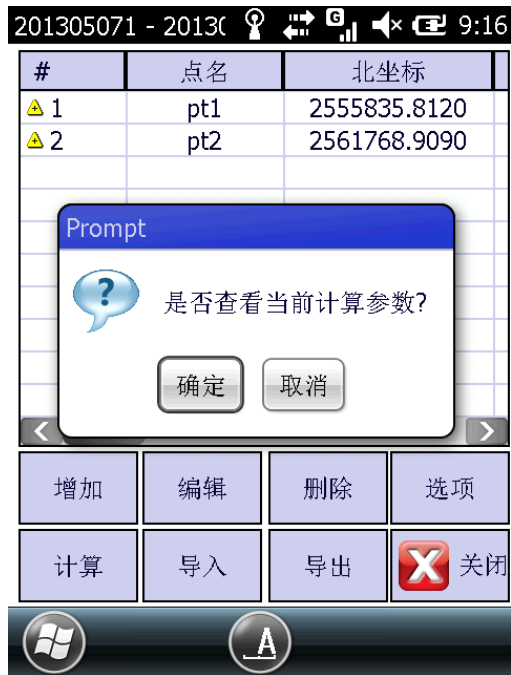 201305071 - 2013( G 9:16
# 点名 北坐标
1 pt1 2555835.8120
2 pt2 2561768.9090
Prompt
是否查看当前计算参数?
确定 取消
增加 编辑 删除 选项
计算 导入 导出 关闭
A